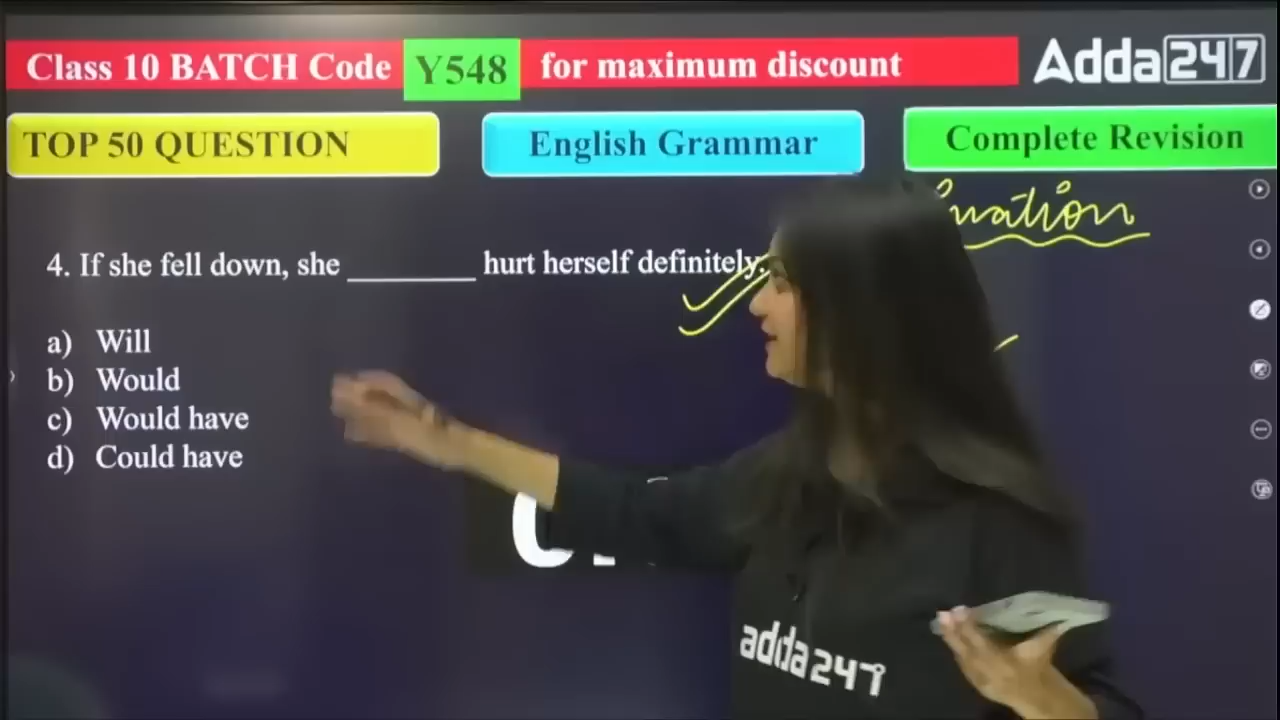 Class 10 BATCH Code Y548 for maximum discount
Adda247
TOP 50 QUESTION
English Grammar
Complete Revision
4. If she fell down, she _________ hurt herself definitely.
a) Will
b) Would
c) Would have
d) Could have
adda247